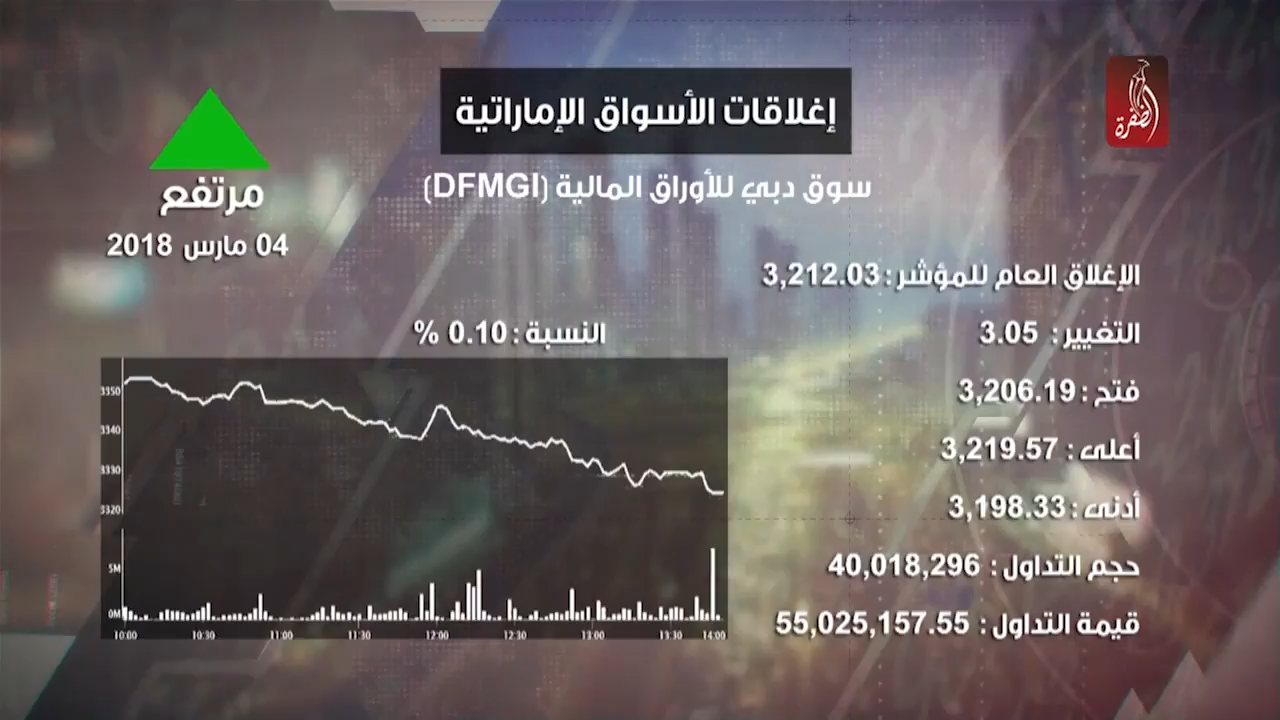 إغلاقات الأسواق الإماراتية
الظفرة
سوق دبي للأوراق المالية (DFMGI)
مرتفع
04 مارس 2018
الإغلاق العام للمؤشر: 3,212.03
التغيير: 3.05
النسبة: 0.10 %
فتح: 3,206.19
أعلى: 3,219.57
أدنى: 3,198.33
حجم التداول: 40,018,296
قيمة التداول: 55,025,157.55
3350
3340
3330
3320
5M
0M
10:00 10:30 11:00 11:30 12:00 12:30 13:00 13:30 14:00